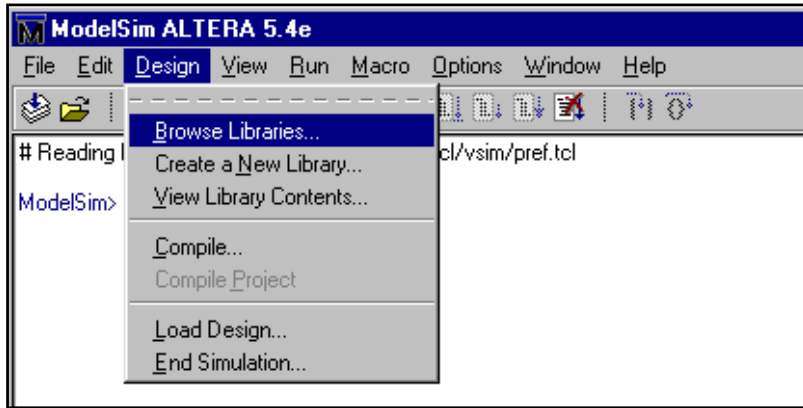 ModelSim ALTERA 5.4e
File Edit Design View Run Macro Options Window Help
Browse Libraries...
# Reading cl/vsim/pref.tcl
Create a New Library...
ModelSim>
View Library Contents...
Compile...
Compile Project
Load Design...
End Simulation...